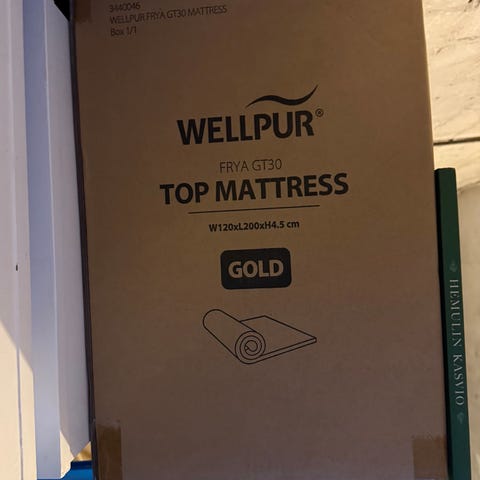 3440046
WELLPUR FRYA GT30 MATTRESS
Box 1/1
WELLPUR®
FRYA GT30
TOP MATTRESS
W120xL200xH4.5 cm
GOLD
HEMULIN KASVIO